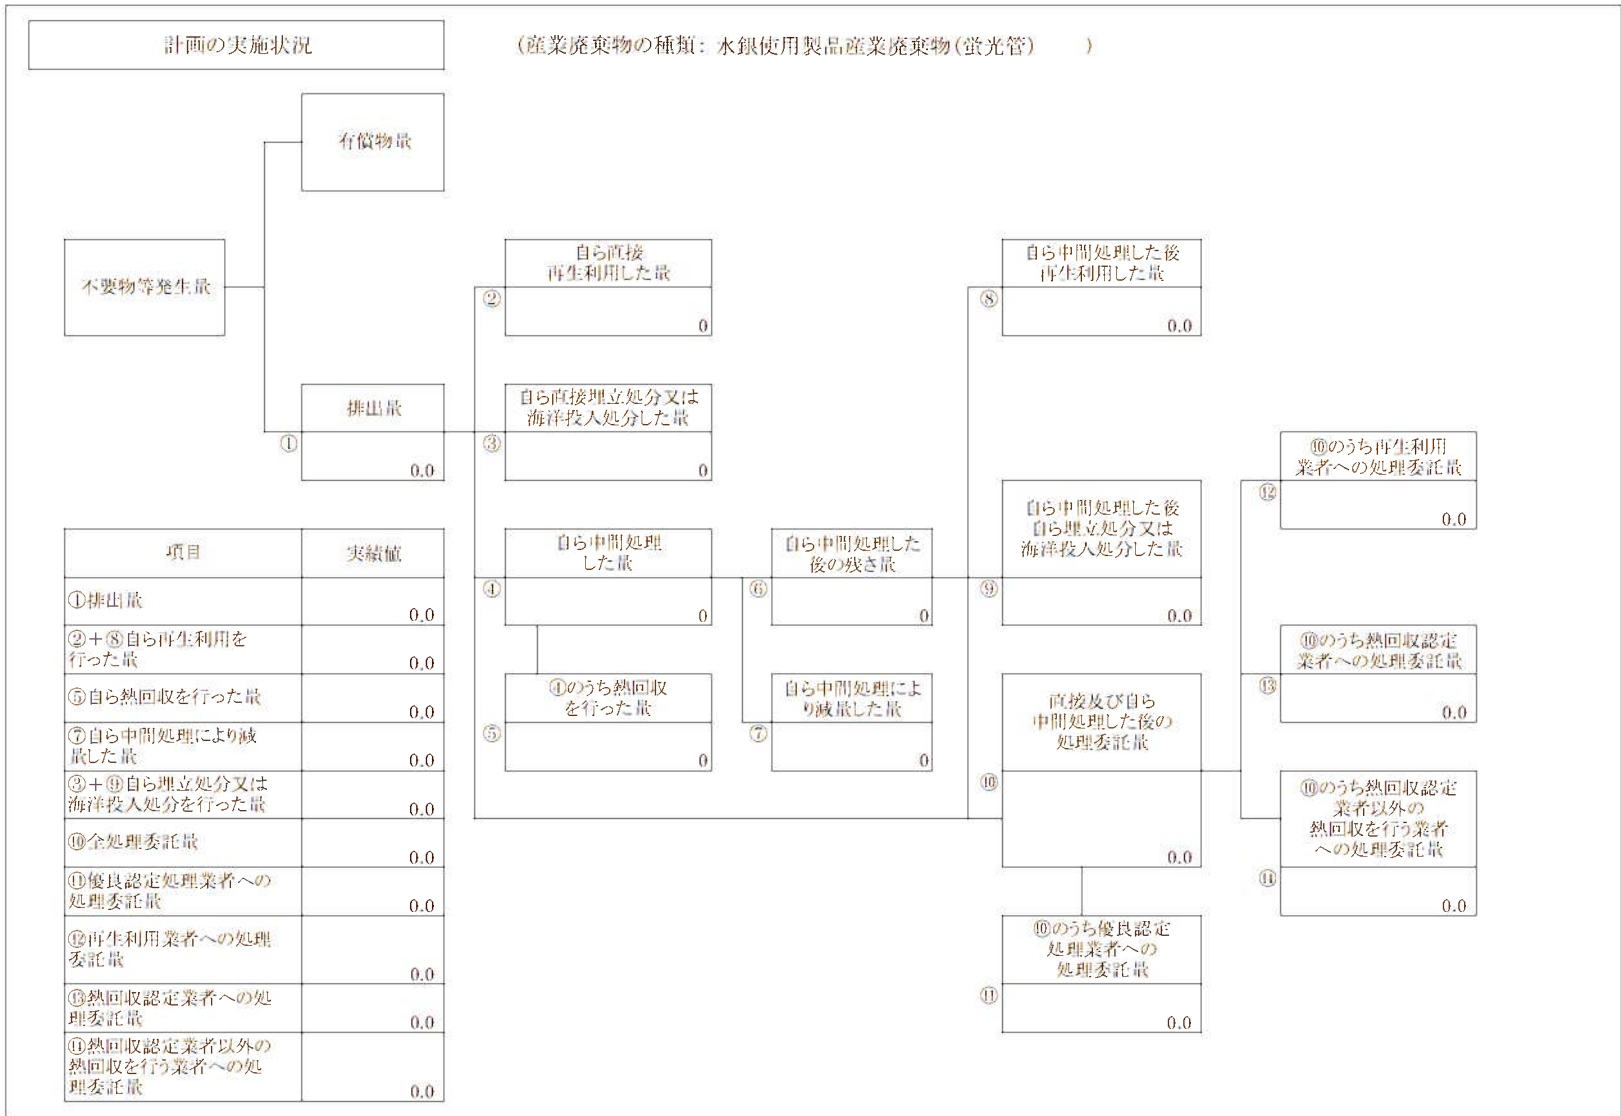 計画の実施状況
(産業廃棄物の種類: 水銀使用製品産業廃棄物(蛍光管) )
有償物量
不要物等発生量
自ら直接
再生利用した量
②
0
自ら中間処理した後
再生利用した量
⑧
0.0
排出量
①
0.0
自ら直接埋立処分又は
海洋投入処分した量
③
0
⑩のうち再生利用
業者への処理委託量
⑫
0.0
自ら中間処理した後
自ら埋立処分又は
海洋投入処分した量
⑨
0.0
自ら中間処理
した量
④
0
自ら中間処理した
後の残さ量
⑥
0
⑩のうち熱回収認定
業者への処理委託量
⑬
0.0
④のうち熱回収
を行った量
⑤
0
自ら中間処理によ
り減量した量
⑦
0
直接及び自ら
中間処理した後の
処理委託量
⑩
0.0
⑩のうち熱回収認定
業者以外の
熱回収を行う業者
への処理委託量
⑭
0.0
⑩のうち優良認定
処理業者への
処理委託量
⑪
0.0
項目 実績値
①排出量
0.0
②+⑧自ら再生利用を
行った量
0.0
⑤自ら熱回収を行った量
0.0
⑦自ら中間処理により減
量した量
0.0
③+⑨自ら埋立処分又は
海洋投入処分を行った量
0.0
⑩全処理委託量
0.0
⑪優良認定処理業者への
処理委託量
0.0
⑫再生利用業者への処理
委託量
0.0
⑬熱回収認定業者への処
理委託量
0.0
⑭熱回収認定業者以外の
熱回収を行う業者への処
理委託量
0.0